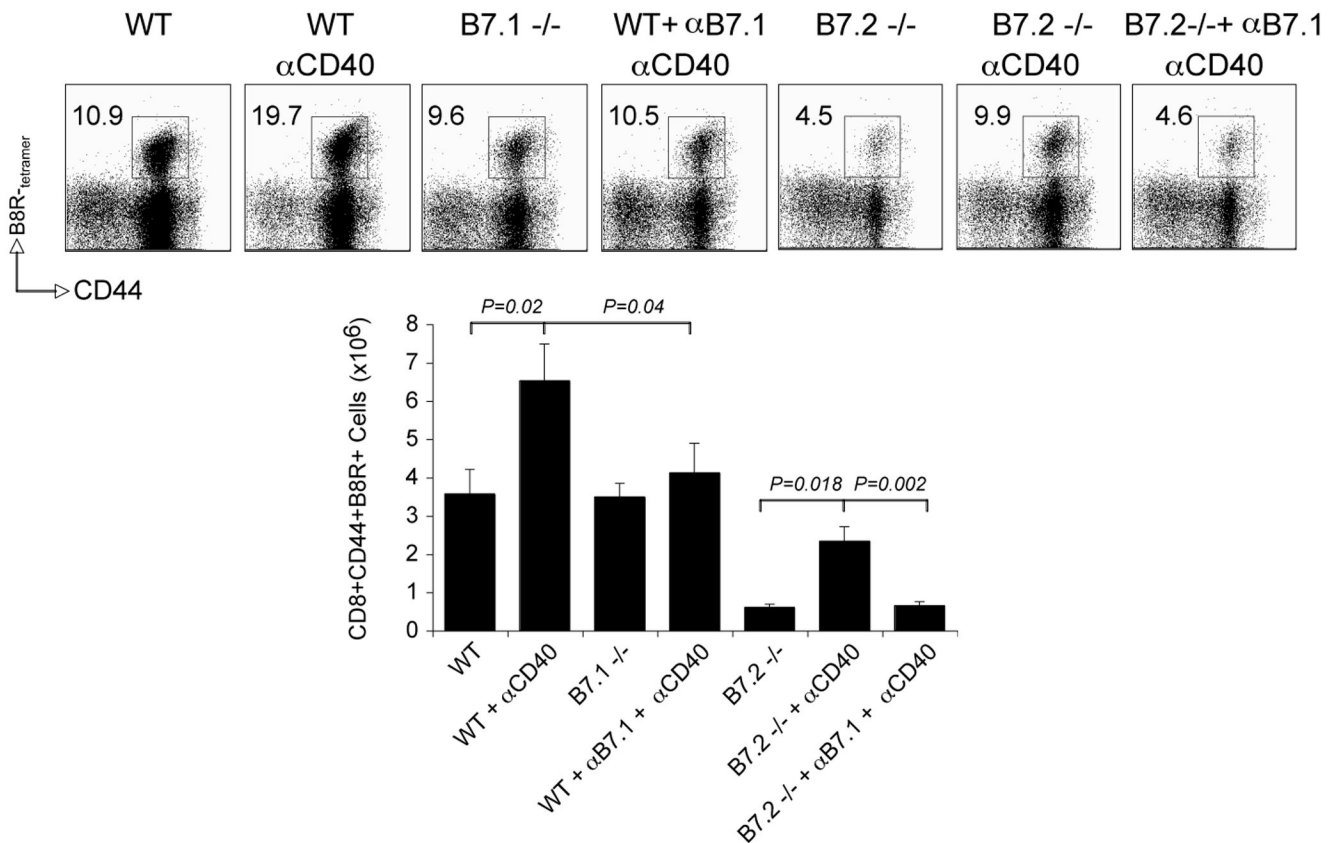 WT WT B7.1 -/- WT+ αB7.1 B7.2 -/- B7.2 -/- B7.2-/-+ αB7.1
αCD40 αCD40 αCD40 αCD40
10.9 19.7 9.6 10.5 4.5 9.9 4.6
B8R-tetramer
CD44
P=0.02 P=0.04
8
7
6
5
4
3
2
1
0
CD8+CD44+B8R+ Cells (x10⁶)
P=0.018 P=0.002
WT
WT + αCD40
B7.1 -/-
WT + αB7.1 + αCD40
B7.2 -/-
B7.2 -/- + αCD40
B7.2 -/- + αB7.1 + αCD40